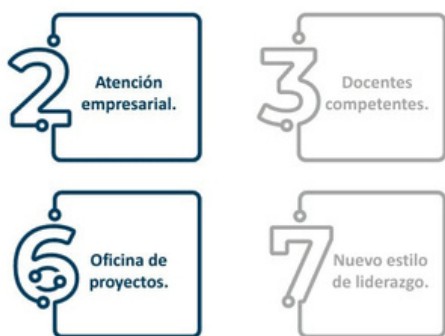 2
Atención
empresarial.
3
Docentes
competentes.
6
Oficina de
proyectos.
7
Nuevo estilo
de liderazgo.